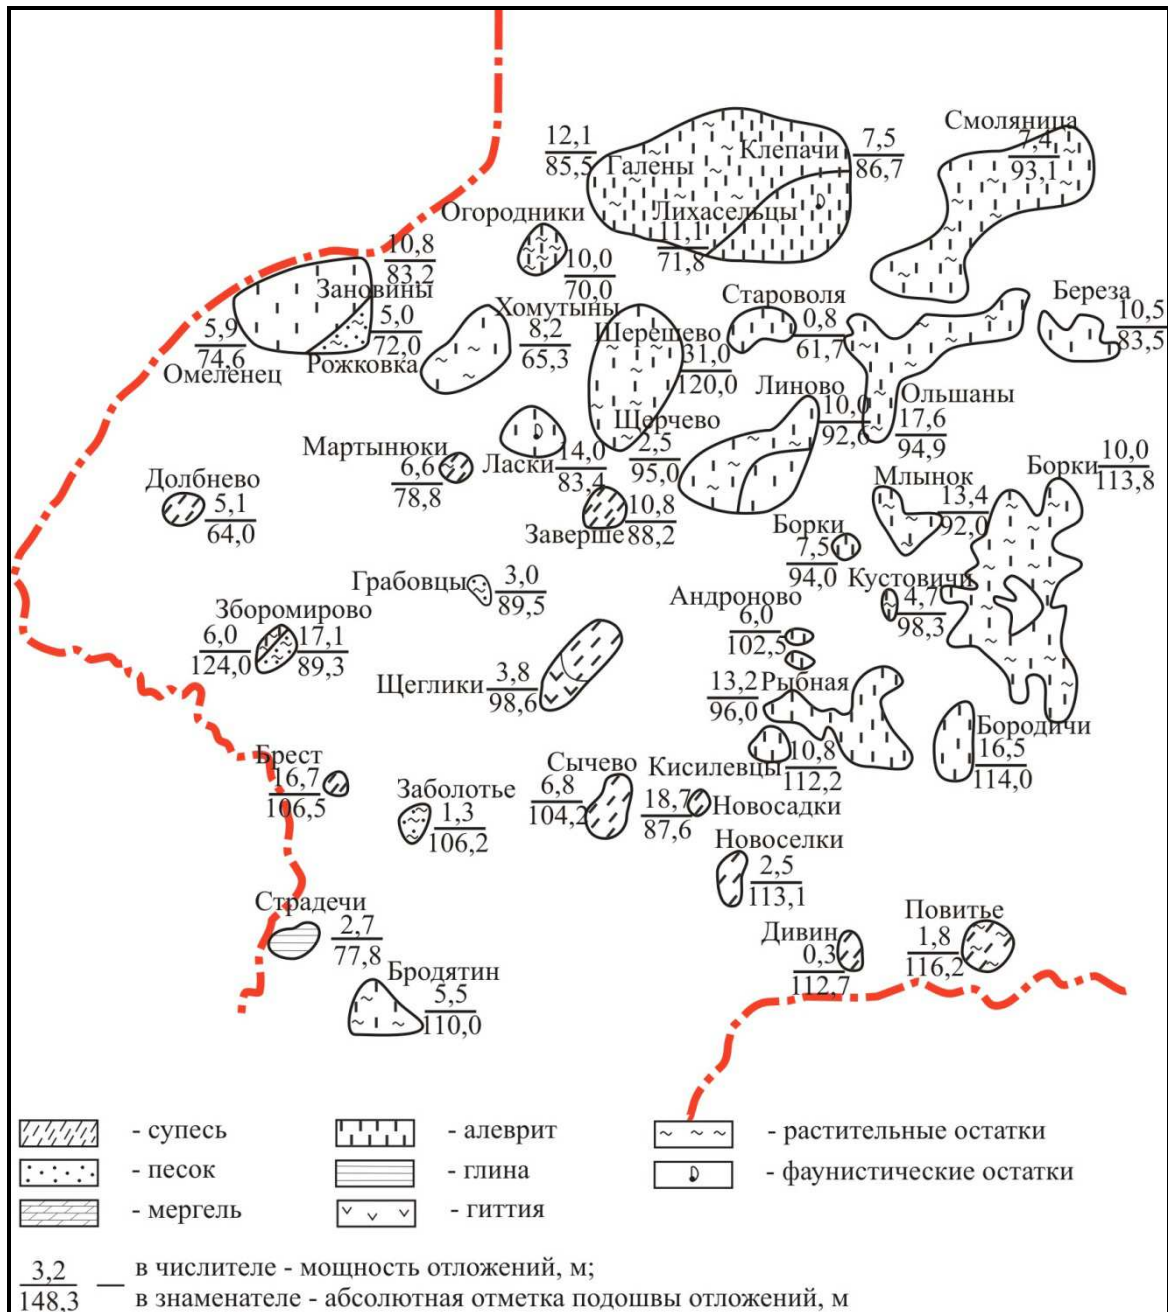 Смоляница
7,4
93,1
12,1
85,5
Галены
Клепачи
7,5
86,7
Лихасельцы
11,1
71,8
Огородники
10,0
70,0
10,8
83,2
Зановины
5,9
74,6
Омеленец
5,0
72,0
Рожковка
Хомутыны
8,2
65,3
Шерешево
31,0
120,0
Староволя
0,8
61,7
Береза
10,5
83,5
Линово
10,0
92,6
Ольшаны
17,6
94,9
Щерчево
2,5
95,0
Мартынюки
6,6
78,8
Ласки
14,0
83,4
Долбнево
5,1
64,0
Заверше
10,8
88,2
Млынок
13,4
92,0
Борки
10,0
113,8
Борки
7,5
94,0
Кустовичи
4,7
98,3
Грабовцы
3,0
89,5
Андроново
6,0
102,5
Зборомирово
6,0
124,0
17,1
89,3
Щеглики
3,8
98,6
13,2
96,0
Рыбная
Бородичи
16,5
114,0
Брест
16,7
106,5
Заболотье
1,3
106,2
Сычево
6,8
104,2
Кисилевцы
10,8
112,2
18,7
87,6
Новосадки
Новоселки
2,5
113,1
Страдечи
2,7
77,8
Дивин
0,3
112,7
Повитье
1,8
116,2
Бродятин
5,5
110,0
- супесь
- алеврит
- растительные остатки
- песок
- глина
- фаунистические остатки
- мергель
- гиттия
3,2
148,3
— в числителе - мощность отложений, м;
в знаменателе - абсолютная отметка подошвы отложений, м